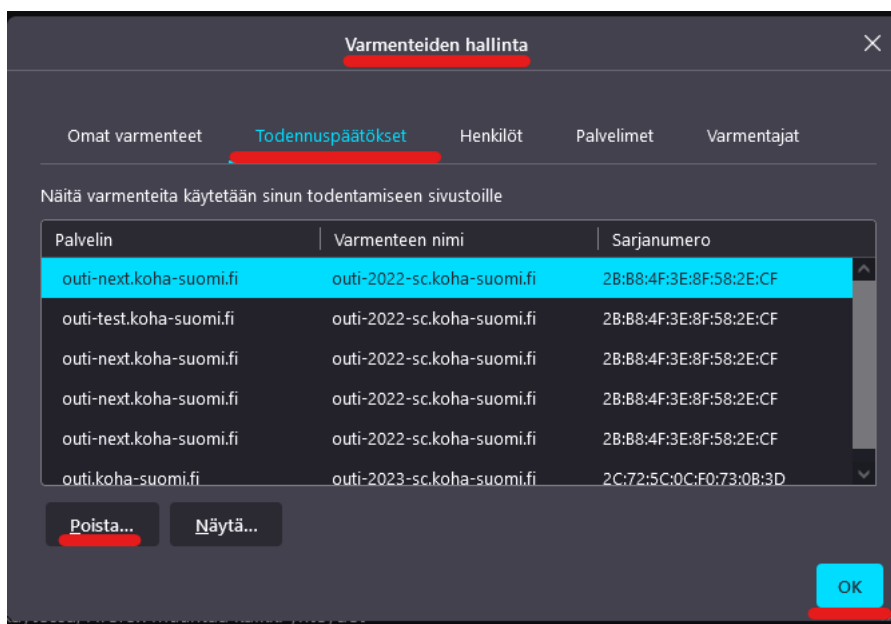 Varmenteiden hallinta
Omat varmenteet Todennuspäätökset Henkilöt Palvelimet Varmentajat
Näitä varmenteita käytetään sinun todentamiseen sivustoille
Palvelin Varmenteen nimi Sarjanumero
outi-next.koha-suomi.fi outi-2022-sc.koha-suomi.fi 2B:B8:4F:3E:8F:58:2E:CF
outi-test.koha-suomi.fi outi-2022-sc.koha-suomi.fi 2B:B8:4F:3E:8F:58:2E:CF
outi-next.koha-suomi.fi outi-2022-sc.koha-suomi.fi 2B:B8:4F:3E:8F:58:2E:CF
outi-next.koha-suomi.fi outi-2022-sc.koha-suomi.fi 2B:B8:4F:3E:8F:58:2E:CF
outi-next.koha-suomi.fi outi-2022-sc.koha-suomi.fi 2B:B8:4F:3E:8F:58:2E:CF
outi.koha-suomi.fi outi-2023-sc.koha-suomi.fi 2C:72:5C:0C:F0:73:0B:3D
Poista... Näytä...
OK